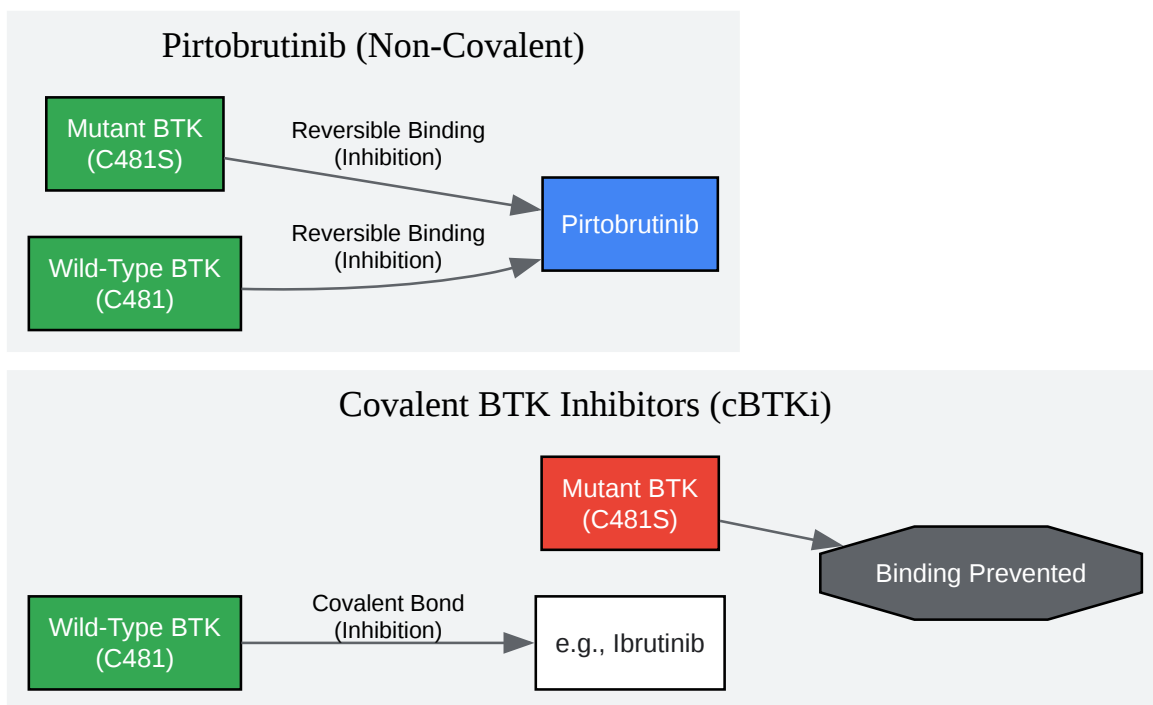 Pirtobrutinib (Non-Covalent)
Mutant BTK
(C481S)
Reversible Binding
(Inhibition)
Pirtobrutinib
Reversible Binding
(Inhibition)
Wild-Type BTK
(C481)
Covalent BTK Inhibitors (cBTKi)
Mutant BTK
(C481S)
Binding Prevented
Wild-Type BTK
(C481)
Covalent Bond
(Inhibition)
e.g., Ibrutinib